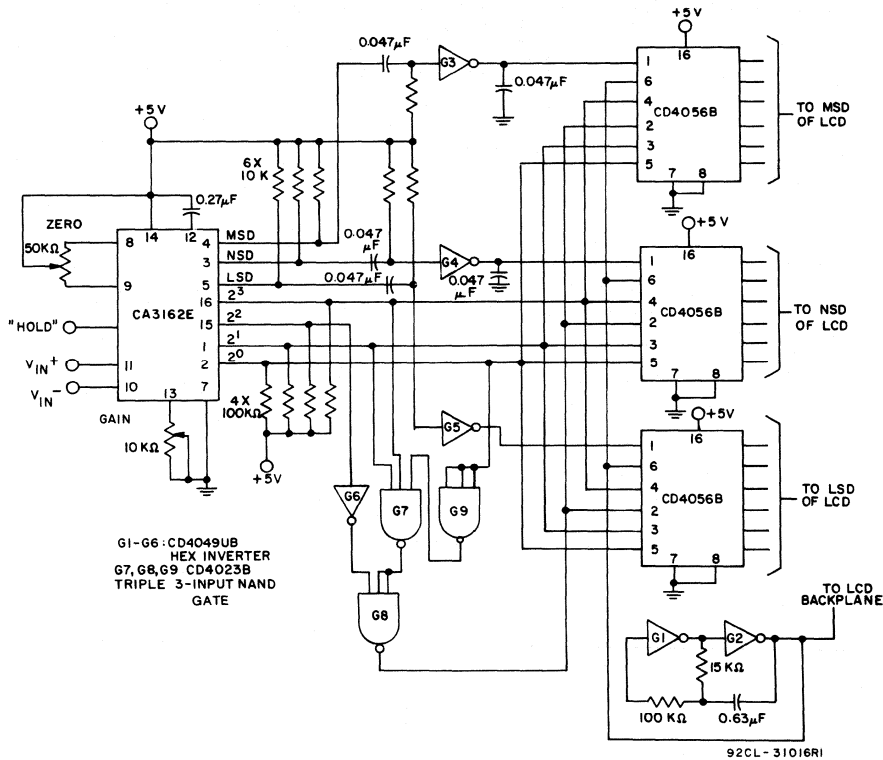 +5V
0.047µF
G3
16
1
6
4
2
3
5
CD4056B
7
8
TO MSD
OF LCD
0.047µF
+5V
6X
10K
0.27µF
ZERO
50KΩ
14
12
8
9
4
MSD
3
NSD
5
LSD
16
2³
15
2²
1
2¹
2
2⁰
CA3162E
"HOLD"
VIN+
11
VIN-
10
13
7
GAIN
10KΩ
4X
100KΩ
+5V
0.047
µF
0.047µF
G4
0.047
µF
+5V
16
1
6
4
2
3
5
CD4056B
7
8
TO NSD
OF LCD
G5
+5V
16
1
6
4
2
3
5
CD4056B
7
8
TO LSD
OF LCD
G6
G7
G9
G8
G1-G6:CD4049UB
HEX INVERTER
G7,G8,G9 CD4023B
TRIPLE 3-INPUT NAND
GATE
TO LCD
BACKPLANE
G1
G2
15KΩ
100KΩ
0.63µF
92CL-31016R1